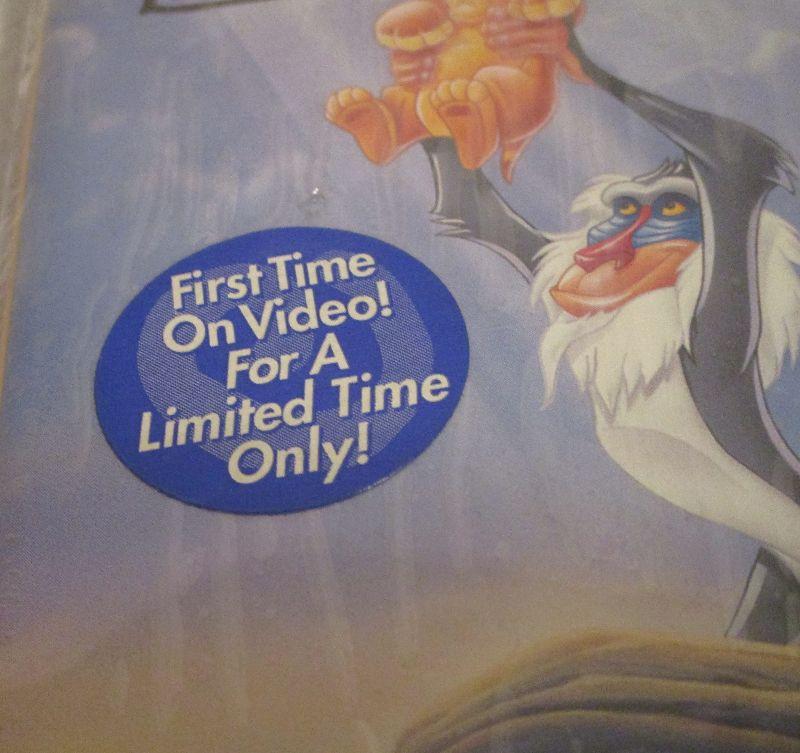 First Time
On Video!
For A
Limited Time
Only!